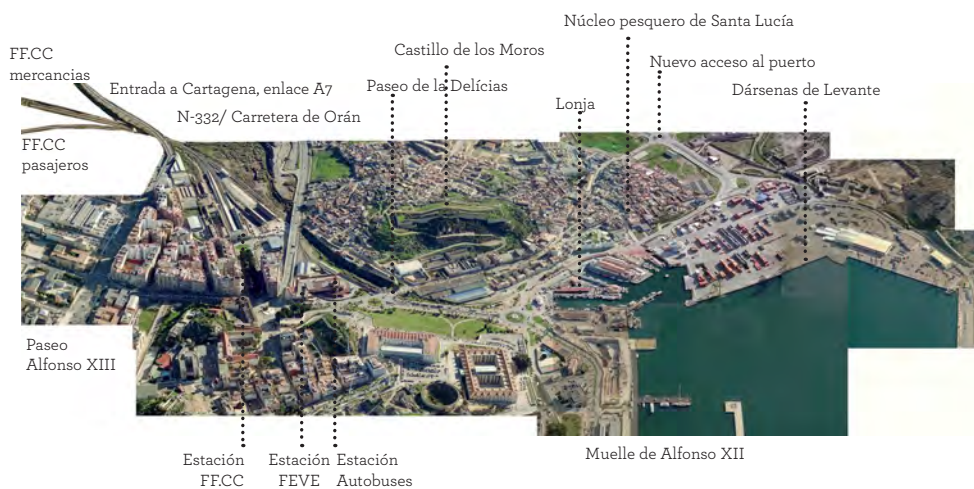 Núcleo pesquero de Santa Lucía
FF.CC
mercancias
Castillo de los Moros
Nuevo acceso al puerto
Entrada a Cartagena, enlace A7
Paseo de la Delícias
Lonja
Dársenas de Levante
N-332/ Carretera de Orán
FF.CC
pasajeros
Paseo
Alfonso XIII
Estación
FF.CC
Estación
FEVE
Estación
Autobuses
Muelle de Alfonso XII